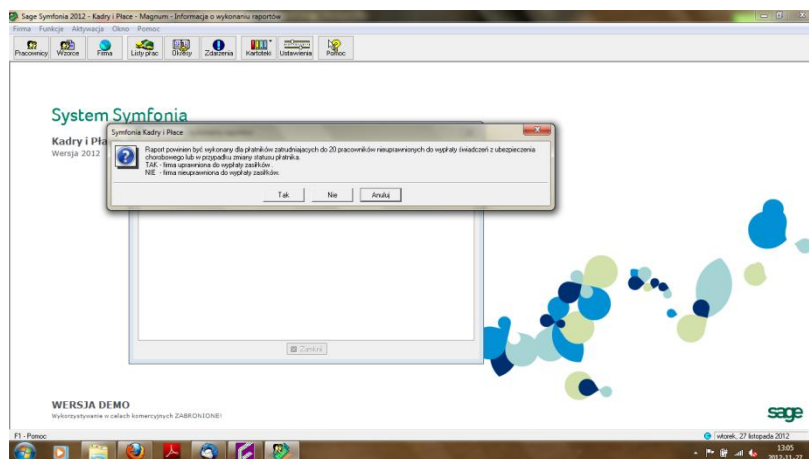 Sage Symfonia 2012 - Kadry i Płace - Magnum - Informacja o wykonaniu raportów
Firma Funkcje Aktywacja Okno Pomoc
Pracownicy Wzorce Firma Listy płac Okresy Zdarzenia Kartoteki Ustawienia Pomoc
System Symfonia
Kadry i Pła
Wersja 2012
Symfonia Kadry i Płace
Raport powinien być wykonany dla płatników zatrudniających do 20 pracowników nieuprawnionych do wypłaty świadczeń z ubezpieczenia
chorobowego lub w przypadku zmiany statusu płatnika.
TAK - firma uprawniona do wypłaty zasiłków .
NIE - firma nieuprawniona do wypłaty zasiłków.
Tak Nie Anuluj
Zamknij
WERSJA DEMO
Wykorzystywanie w celach komercyjnych ZABRONIONE!
sage
F1 - Pomoc
wtorek, 27 listopada 2012
13:05
2012-11-27